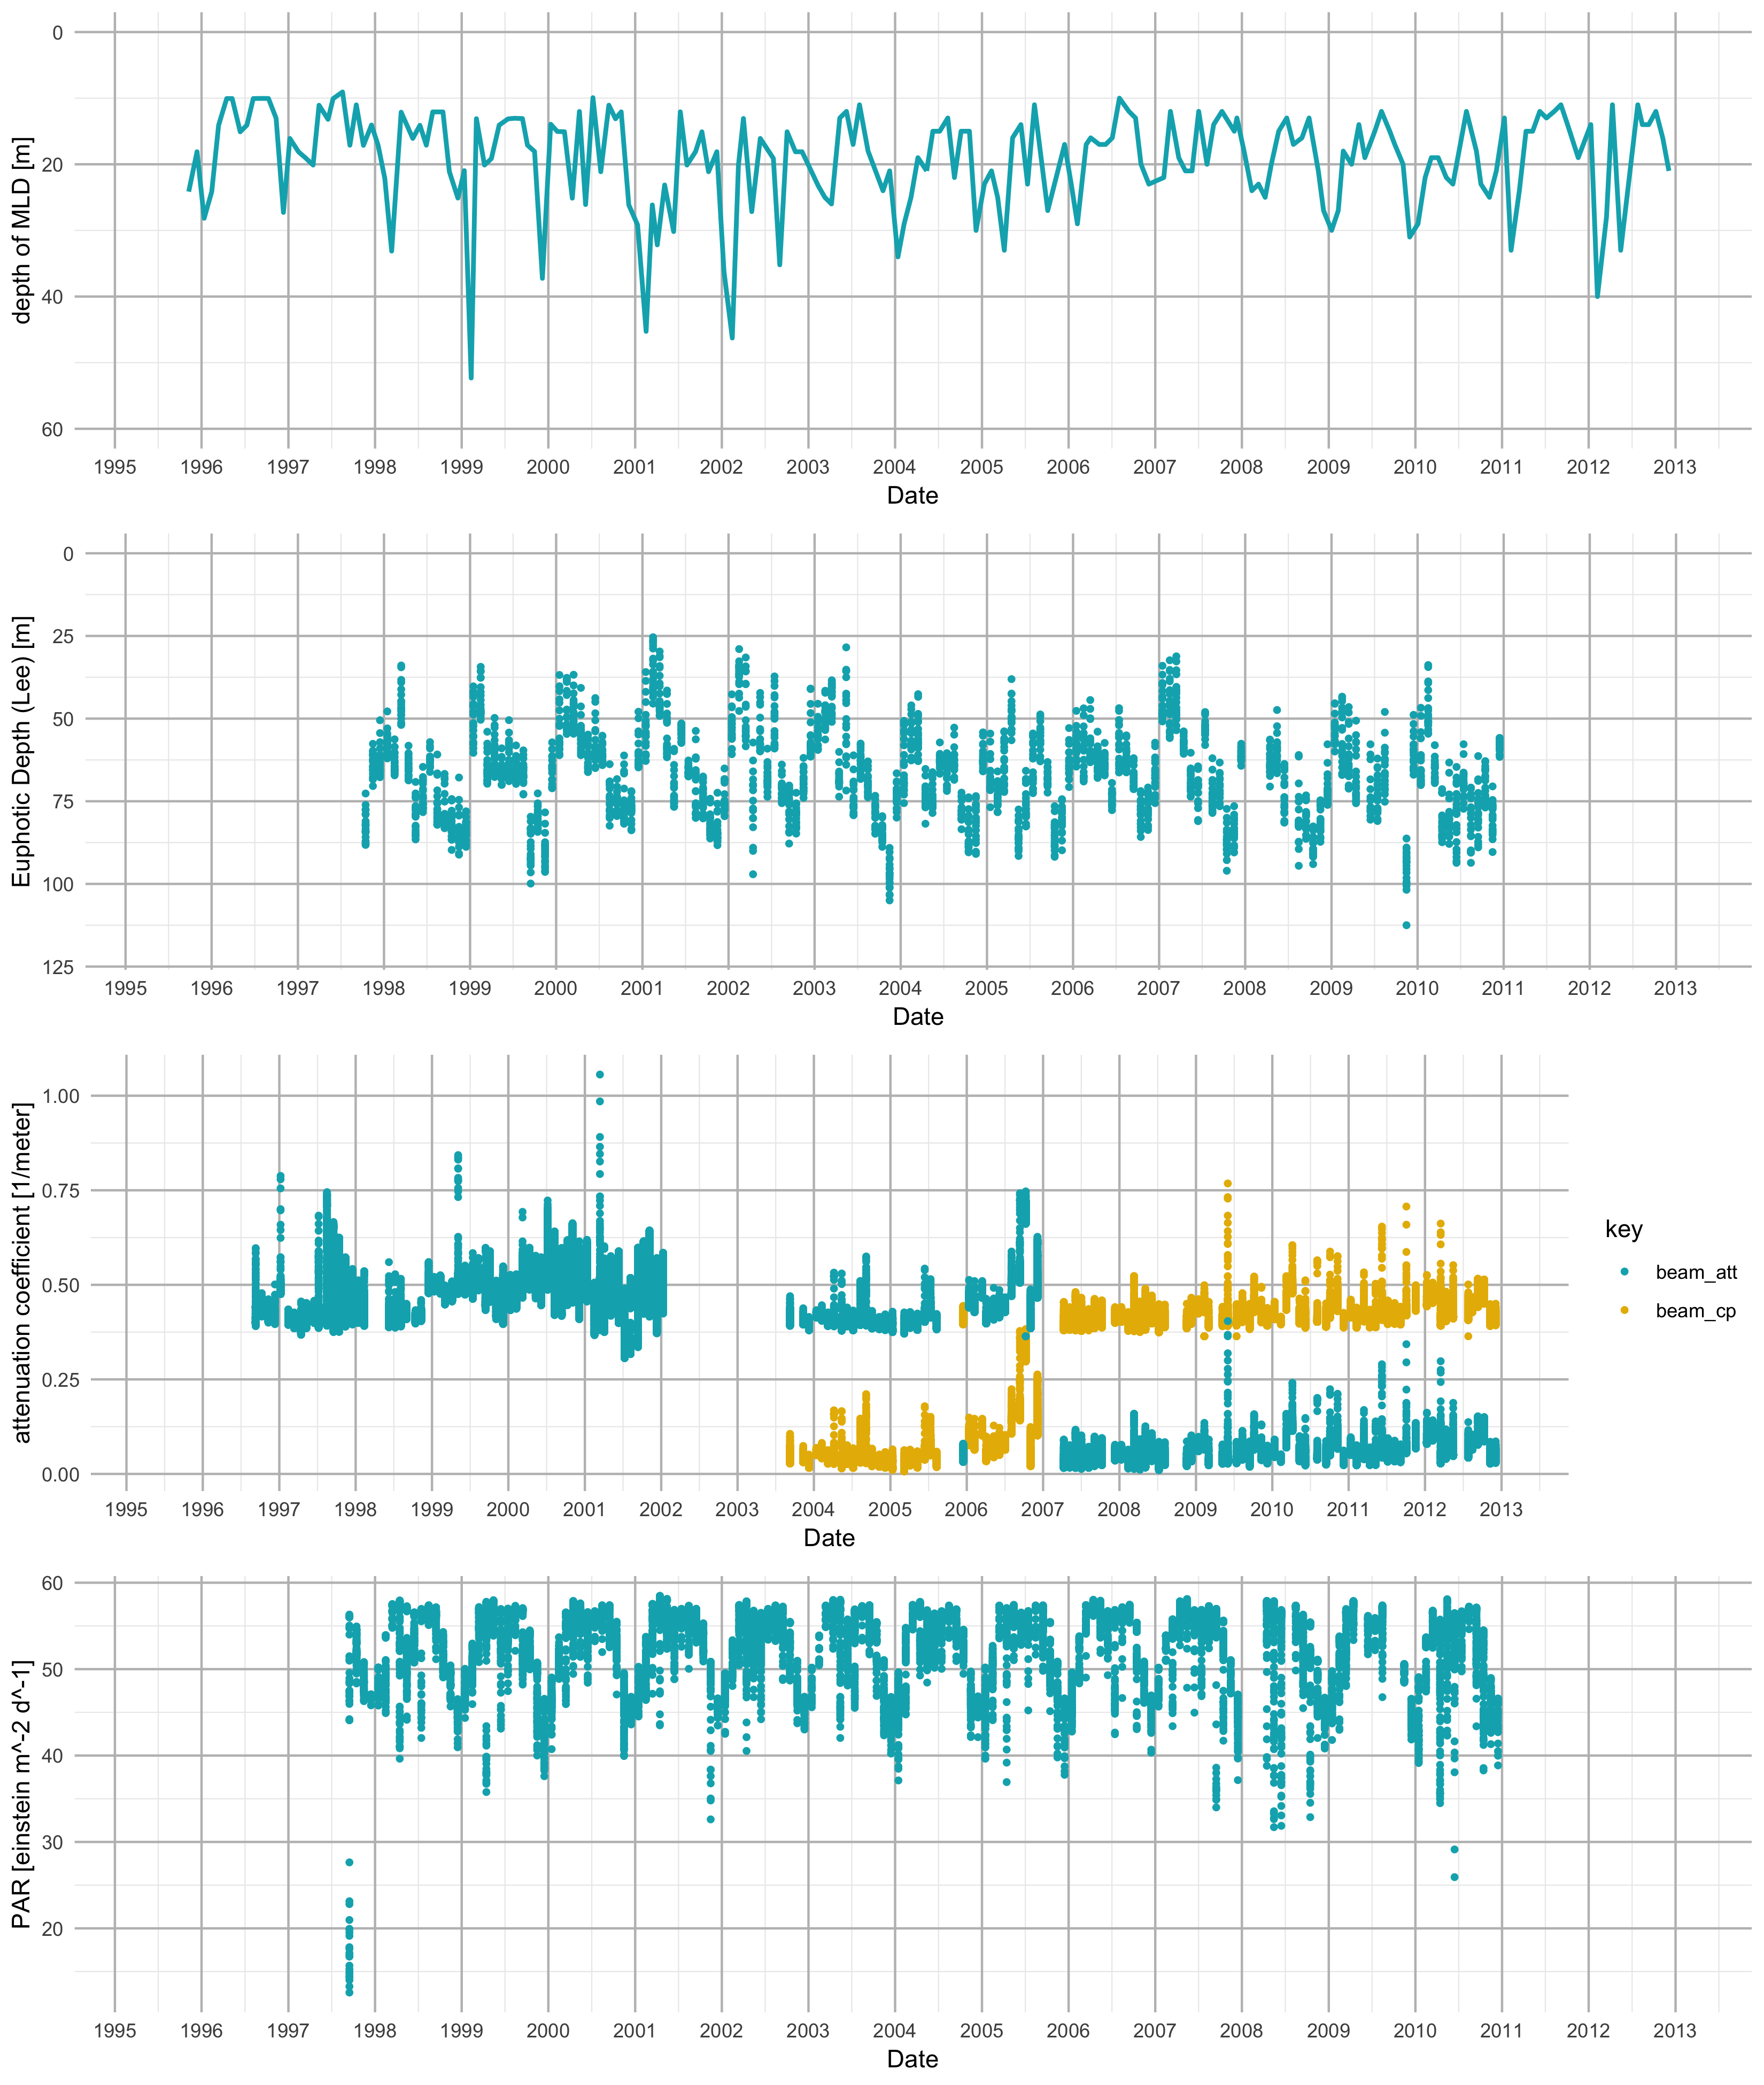 depth of MLD [m]
0
20
40
60
1995 1996 1997 1998 1999 2000 2001 2002 2003 2004 2005 2006 2007 2008 2009 2010 2011 2012 2013
Date
Euphotic Depth (Lee) [m]
0
25
50
75
100
125
1995 1996 1997 1998 1999 2000 2001 2002 2003 2004 2005 2006 2007 2008 2009 2010 2011 2012 2013
Date
attenuation coefficient [1/meter]
1.00
0.75
0.50
0.25
0.00
1995 1996 1997 1998 1999 2000 2001 2002 2003 2004 2005 2006 2007 2008 2009 2010 2011 2012 2013
Date
key
beam_att
beam_cp
PAR [einstein m^-2 d^-1]
60
50
40
30
20
1995 1996 1997 1998 1999 2000 2001 2002 2003 2004 2005 2006 2007 2008 2009 2010 2011 2012 2013
Date